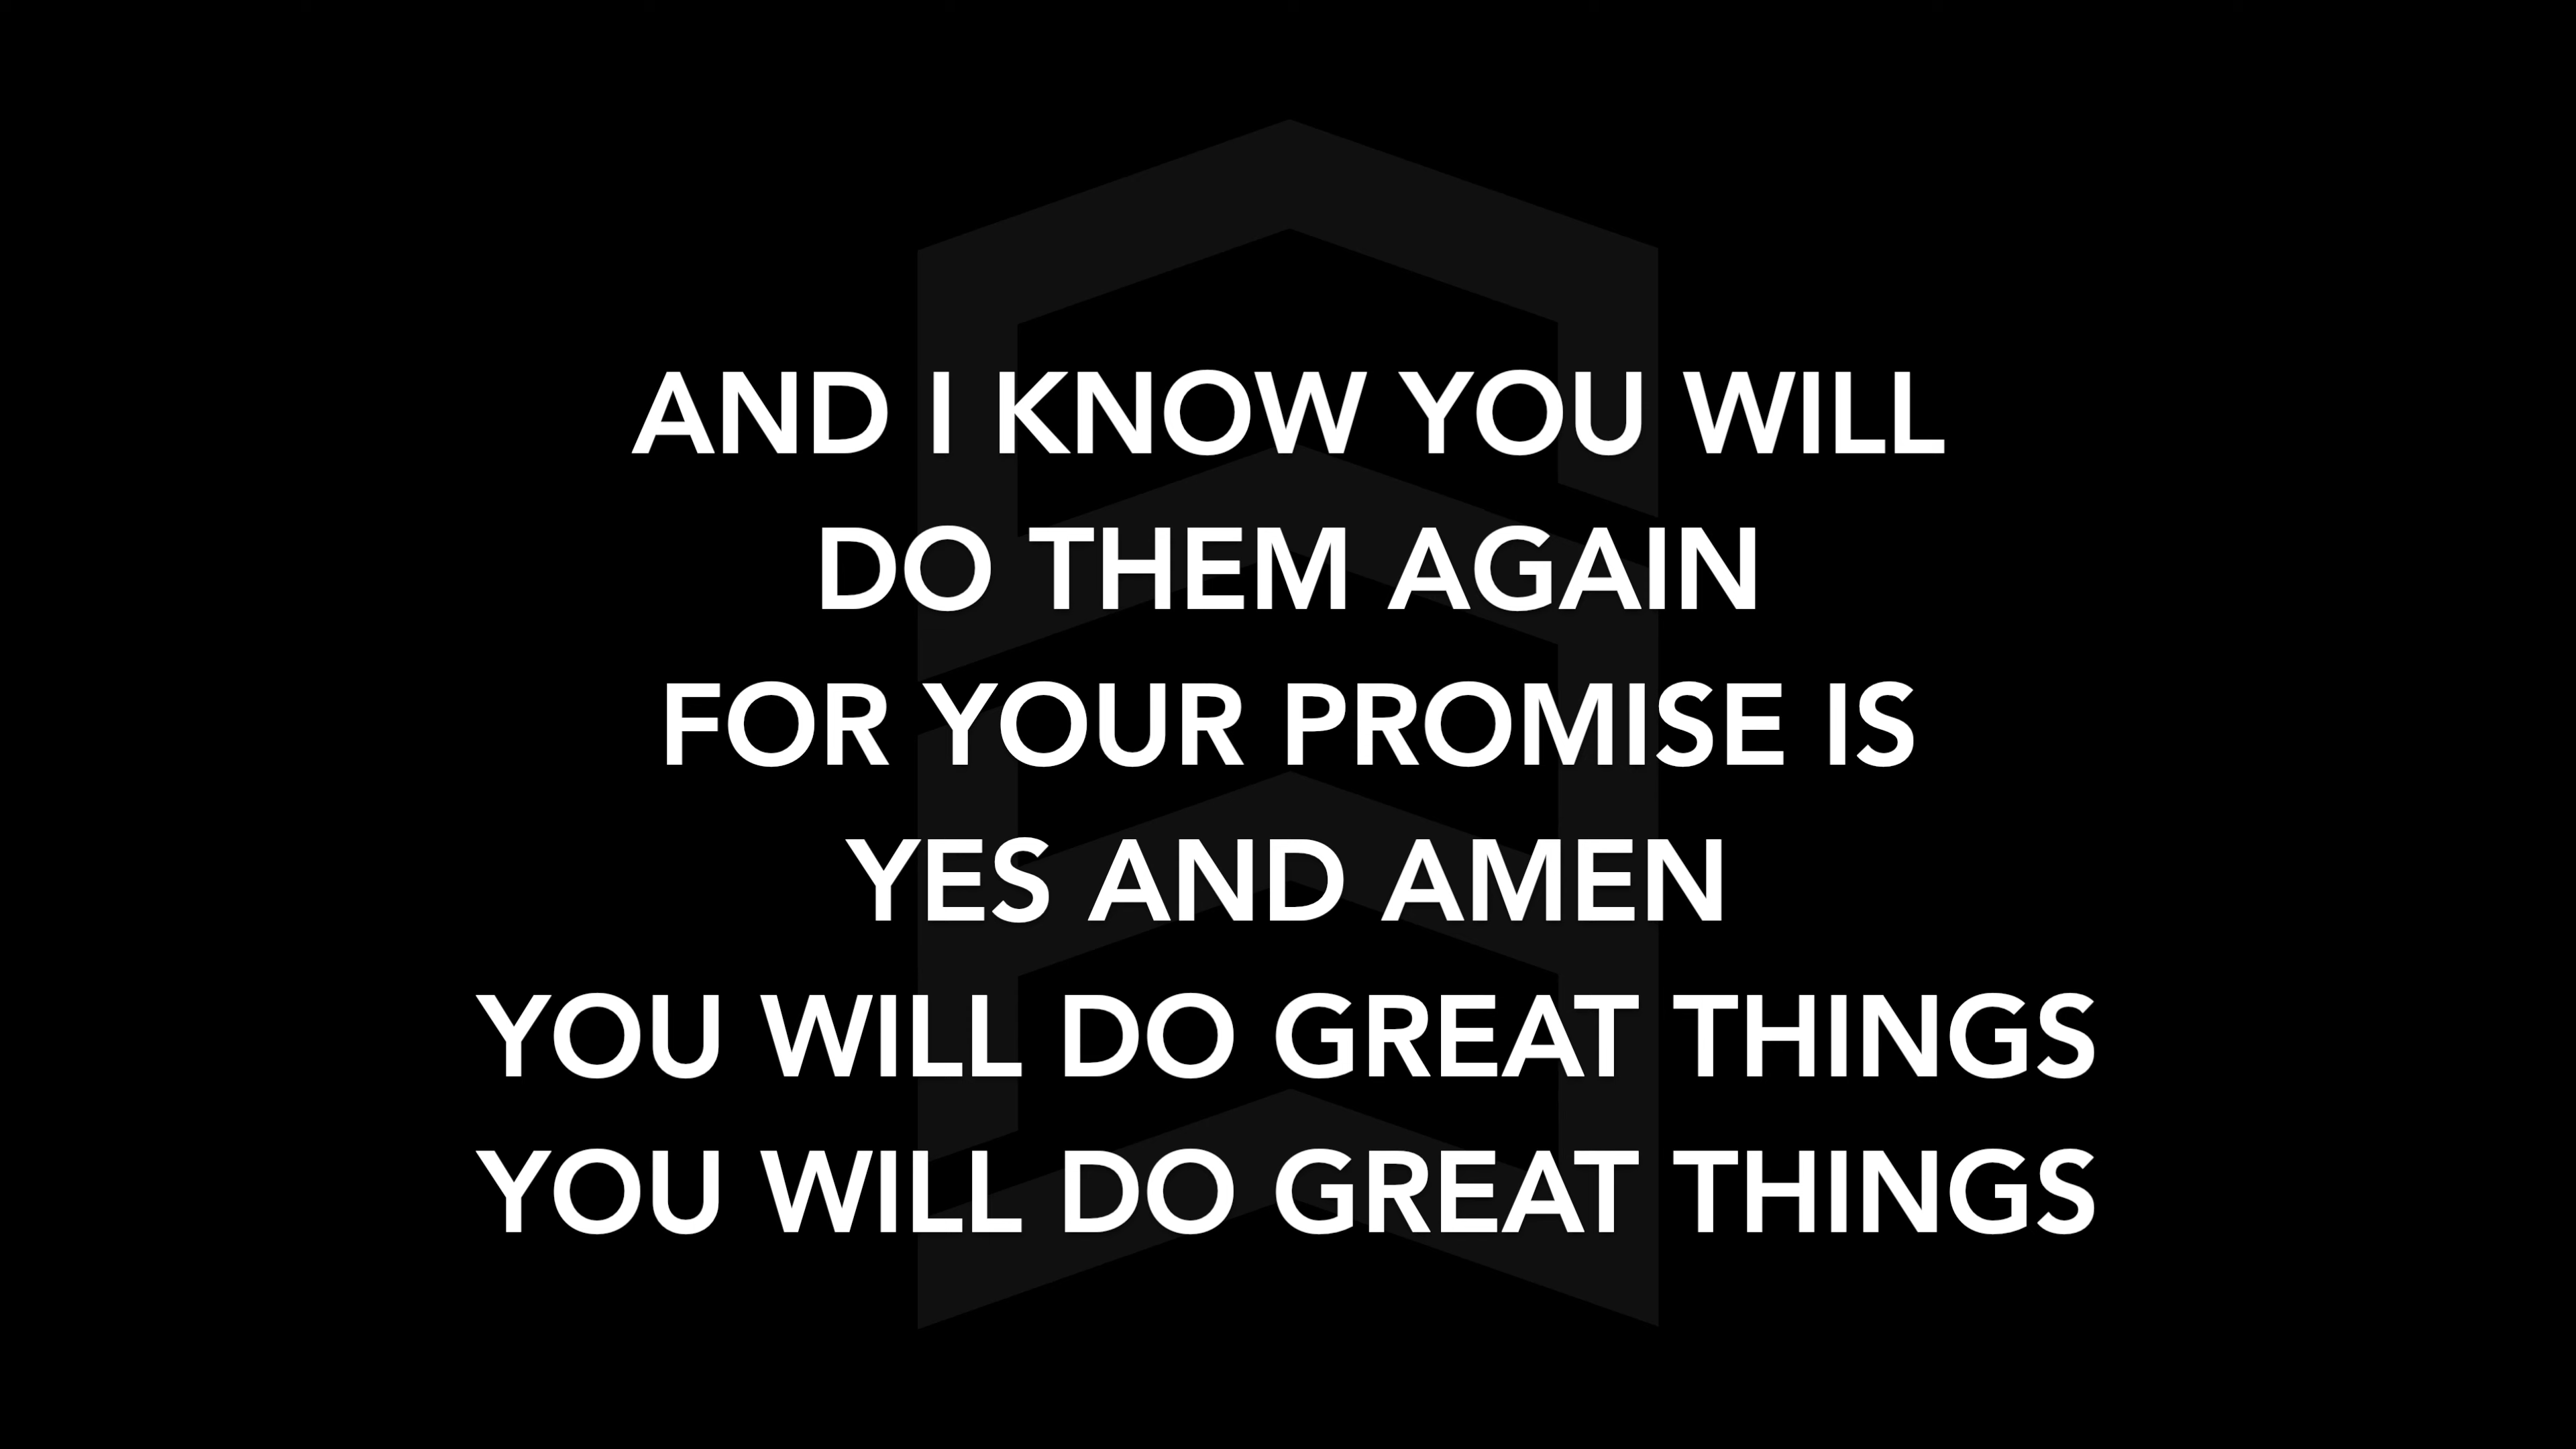 AND I KNOW YOU WILL
DO THEM AGAIN
FOR YOUR PROMISE IS
YES AND AMEN
YOU WILL DO GREAT THINGS
YOU WILL DO GREAT THINGS